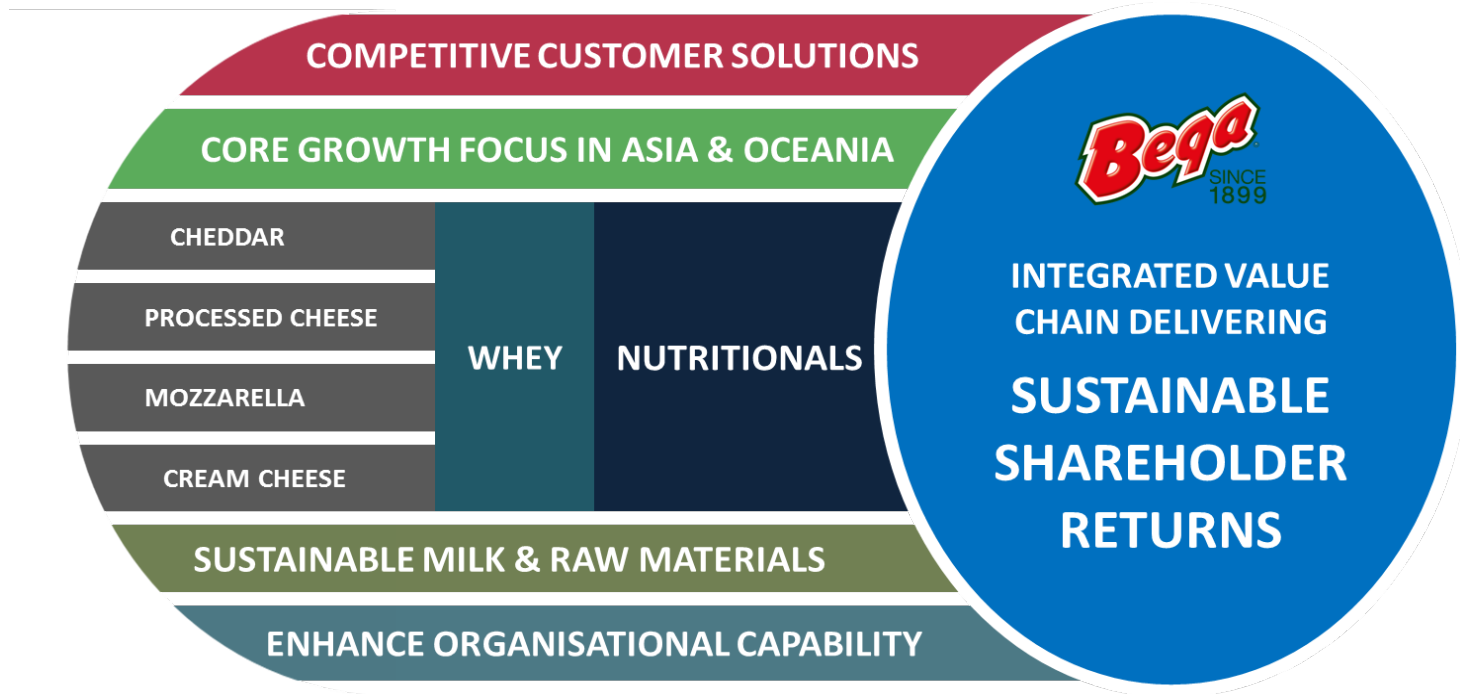 COMPETITIVE CUSTOMER SOLUTIONS
CORE GROWTH FOCUS IN ASIA & OCEANIA
CHEDDAR
PROCESSED CHEESE
MOZZARELLA
CREAM CHEESE
WHEY
NUTRITIONALS
SUSTAINABLE MILK & RAW MATERIALS
ENHANCE ORGANISATIONAL CAPABILITY
Bega
SINCE
1899
INTEGRATED VALUE
CHAIN DELIVERING
SUSTAINABLE
SHAREHOLDER
RETURNS